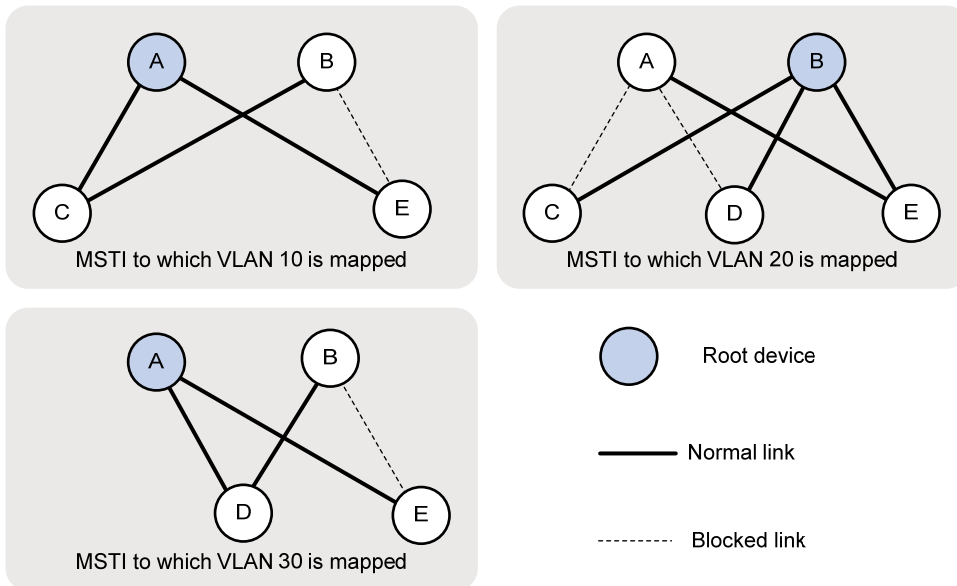 A
B
C
E
MSTI to which VLAN 10 is mapped
A
B
C
D
E
MSTI to which VLAN 20 is mapped
A
B
D
E
MSTI to which VLAN 30 is mapped
Root device
Normal link
Blocked link